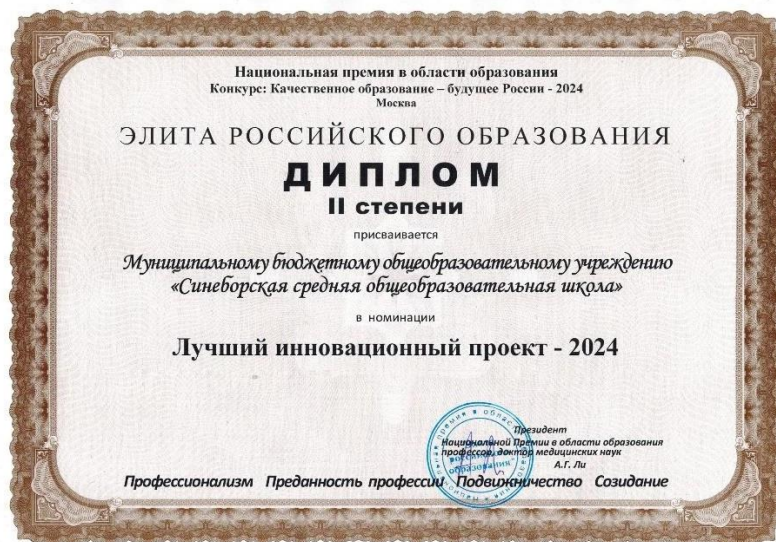 Национальная премия в области образования
Конкурс: Качественное образование – будущее России - 2024
Москва
ЭЛИТА РОССИЙСКОГО ОБРАЗОВАНИЯ
ДИПЛОМ
II степени
присваивается
Муниципальному бюджетному общеобразовательному учреждению
«Синеборская средняя общеобразовательная школа»
в номинации
Лучший инновационный проект - 2024
Президент
Национальной Премии в области образования
профессор, доктор медицинских наук
А.Г. Ли
образования"
Профессионализм Преданность профессии Подвижничество Созидание